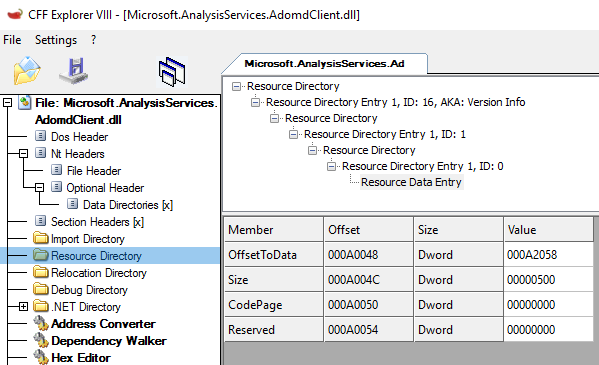 CFF Explorer VIII - [Microsoft.AnalysisServices.AdomdClient.dll]
File Settings ?
Microsoft.AnalysisServices.Ad
File: Microsoft.AnalysisServices.
AdomdClient.dll
Dos Header
Nt Headers
File Header
Optional Header
Data Directories [x]
Section Headers [x]
Import Directory
Resource Directory
Relocation Directory
Debug Directory
.NET Directory
Address Converter
Dependency Walker
Hex Editor
Resource Directory
Resource Directory Entry 1, ID: 16, AKA: Version Info
Resource Directory
Resource Directory Entry 1, ID: 1
Resource Directory
Resource Directory Entry 1, ID: 0
Resource Data Entry
Member Offset Size Value
OffsetToData 000A0048 Dword 000A2058
Size 000A004C Dword 00000500
CodePage 000A0050 Dword 00000000
Reserved 000A0054 Dword 00000000